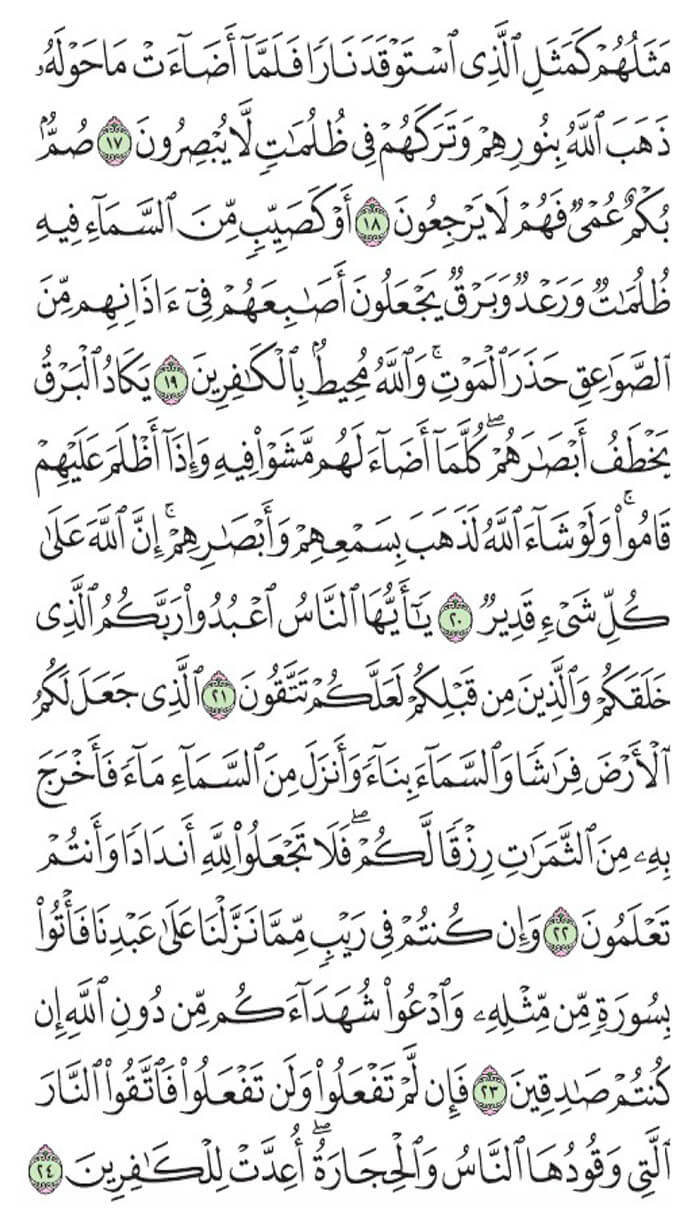 مَثَلُهُمْ كَمَثَلِ ٱلَّذِى ٱسْتَوْقَدَ نَارًا فَلَمَّآ أَضَآءَتْ مَا حَوْلَهُۥ
ذَهَبَ ٱللَّهُ بِنُورِهِمْ وَتَرَكَهُمْ فِى ظُلُمَٰتٍ لَّا يُبْصِرُونَ ١٧ صُمٌّۢ
بُكْمٌ عُمْىٌ فَهُمْ لَا يَرْجِعُونَ ١٨ أَوْ كَصَيِّبٍ مِّنَ ٱلسَّمَآءِ فِيهِ
ظُلُمَٰتٌ وَرَعْدٌ وَبَرْقٌ يَجْعَلُونَ أَصَٰبِعَهُمْ فِىٓ ءَاذَانِهِم مِّنَ
ٱلصَّوَٰعِقِ حَذَرَ ٱلْمَوْتِ ۚ وَٱللَّهُ مُحِيطٌۢ بِٱلْكَٰفِرِينَ ١٩ يَكَادُ ٱلْبَرْقُ
يَخْطَفُ أَبْصَٰرَهُمْ ۖ كُلَّمَآ أَضَآءَ لَهُم مَّشَوْا۟ فِيهِ وَإِذَآ أَظْلَمَ عَلَيْهِمْ
قَامُوا۟ ۚ وَلَوْ شَآءَ ٱللَّهُ لَذَهَبَ بِسَمْعِهِمْ وَأَبْصَٰرِهِمْ ۚ إِنَّ ٱللَّهَ عَلَىٰ
كُلِّ شَىْءٍ قَدِيرٌ ٢٠ يَٰٓأَيُّهَا ٱلنَّاسُ ٱعْبُدُوا۟ رَبَّكُمُ ٱلَّذِى
خَلَقَكُمْ وَٱلَّذِينَ مِن قَبْلِكُمْ لَعَلَّكُمْ تَتَّقُونَ ٢١ ٱلَّذِى جَعَلَ لَكُمُ
ٱلْأَرْضَ فِرَٰشًا وَٱلسَّمَآءَ بِنَآءً وَأَنزَلَ مِنَ ٱلسَّمَآءِ مَآءً فَأَخْرَجَ
بِهِۦ مِنَ ٱلثَّمَرَٰتِ رِزْقًا لَّكُمْ ۖ فَلَا تَجْعَلُوا۟ لِلَّهِ أَندَادًا وَأَنتُمْ
تَعْلَمُونَ ٢٢ وَإِن كُنتُمْ فِى رَيْبٍ مِّمَّا نَزَّلْنَا عَلَىٰ عَبْدِنَا فَأْتُوا۟
بِسُورَةٍ مِّن مِّثْلِهِۦ وَٱدْعُوا۟ شُهَدَآءَكُم مِّن دُونِ ٱللَّهِ إِن
كُنتُمْ صَٰدِقِينَ ٢٣ فَإِن لَّمْ تَفْعَلُوا۟ وَلَن تَفْعَلُوا۟ فَٱتَّقُوا۟ ٱلنَّارَ
ٱلَّتِى وَقُودُهَا ٱلنَّاسُ وَٱلْحِجَارَةُ ۖ أُعِدَّتْ لِلْكَٰفِرِينَ ٢٤